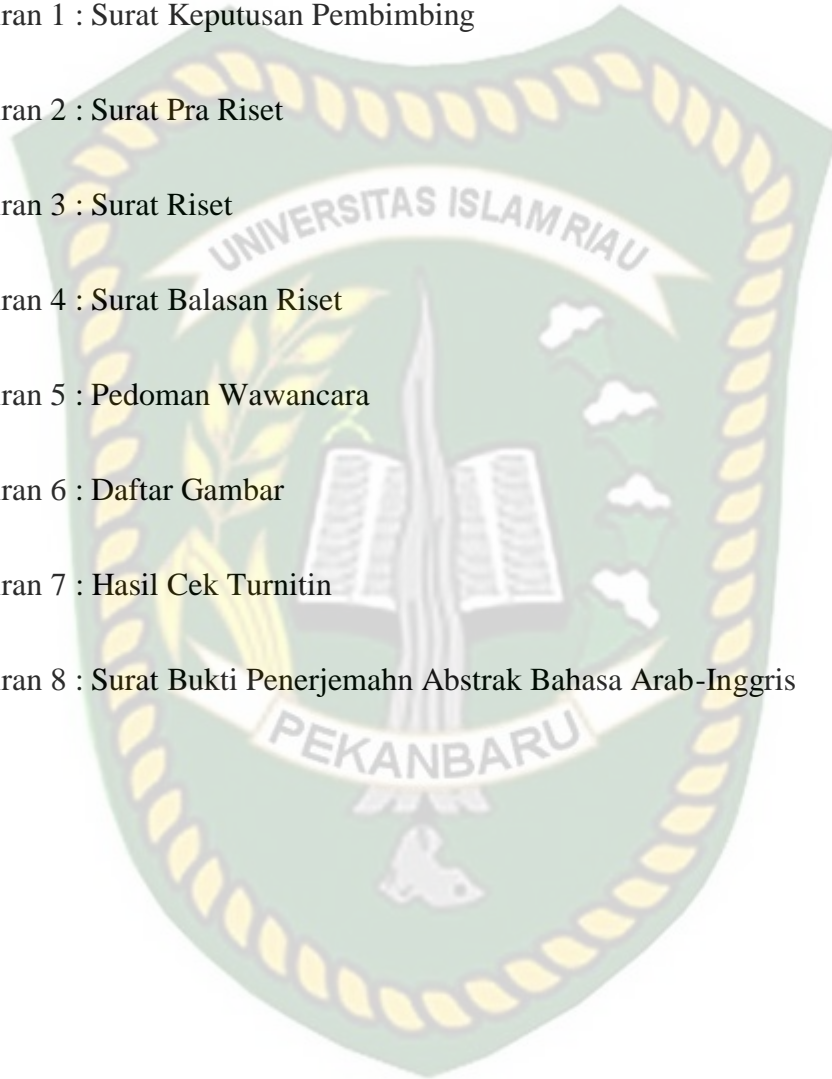 ran 1 : Surat Keputusan Pembimbing
ran 2 : Surat Pra Riset
ran 3 : Surat Riset
UNIVERSITAS ISLAM RIAU
ran 4 : Surat Balasan Riset
ran 5 : Pedoman Wawancara
ran 6 : Daftar Gambar
ran 7 : Hasil Cek Turnitin
ran 8 : Surat Bukti Penerjemahn Abstrak Bahasa Arab-Inggris
PEKANBARU